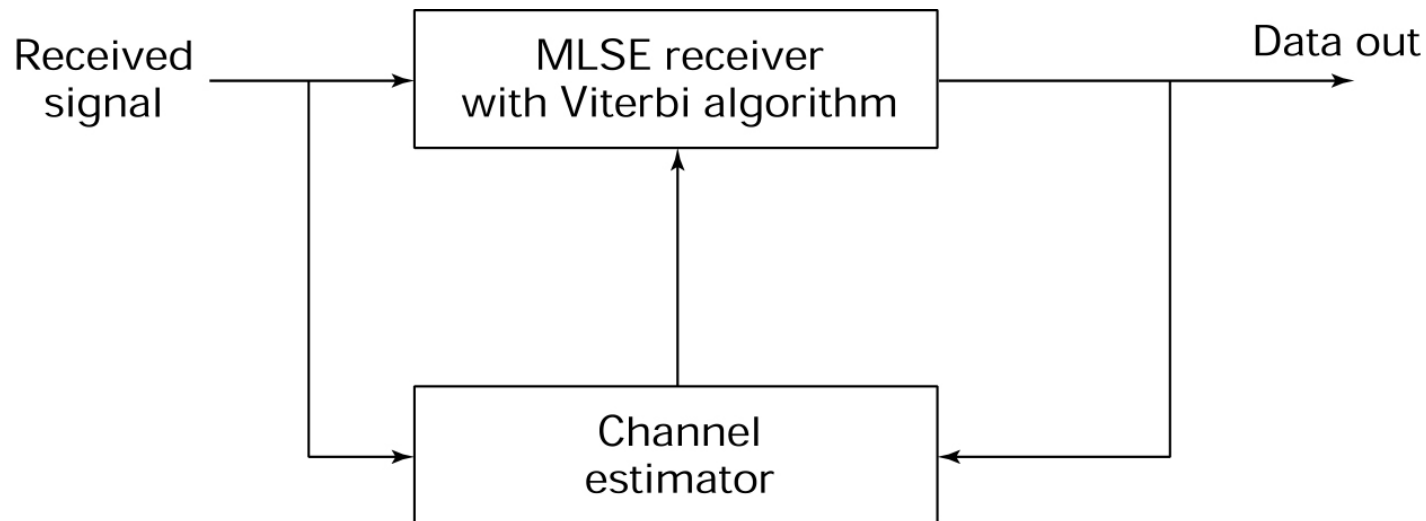 Received
signal
MLSE receiver
with Viterbi algorithm
Data out
Channel
estimator